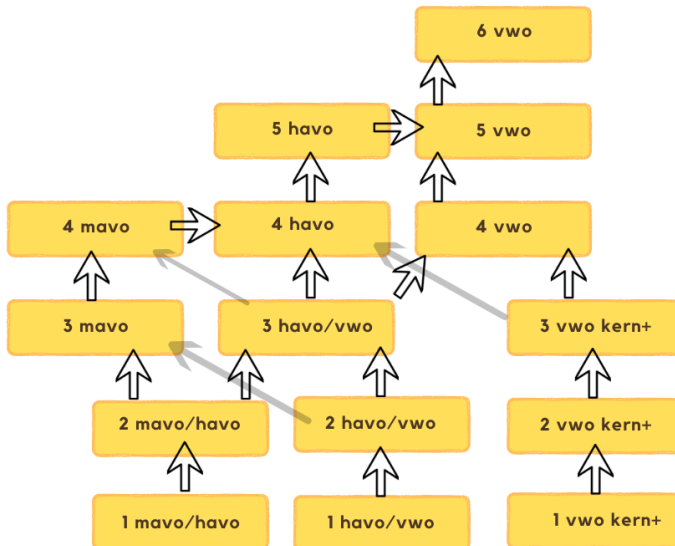 6 vwo
5 havo
5 vwo
4 mavo
4 havo
4 vwo
3 mavo
3 havo/vwo
3 vwo kern+
2 mavo/havo
2 havo/vwo
2 vwo kern+
1 mavo/havo
1 havo/vwo
1 vwo kern+